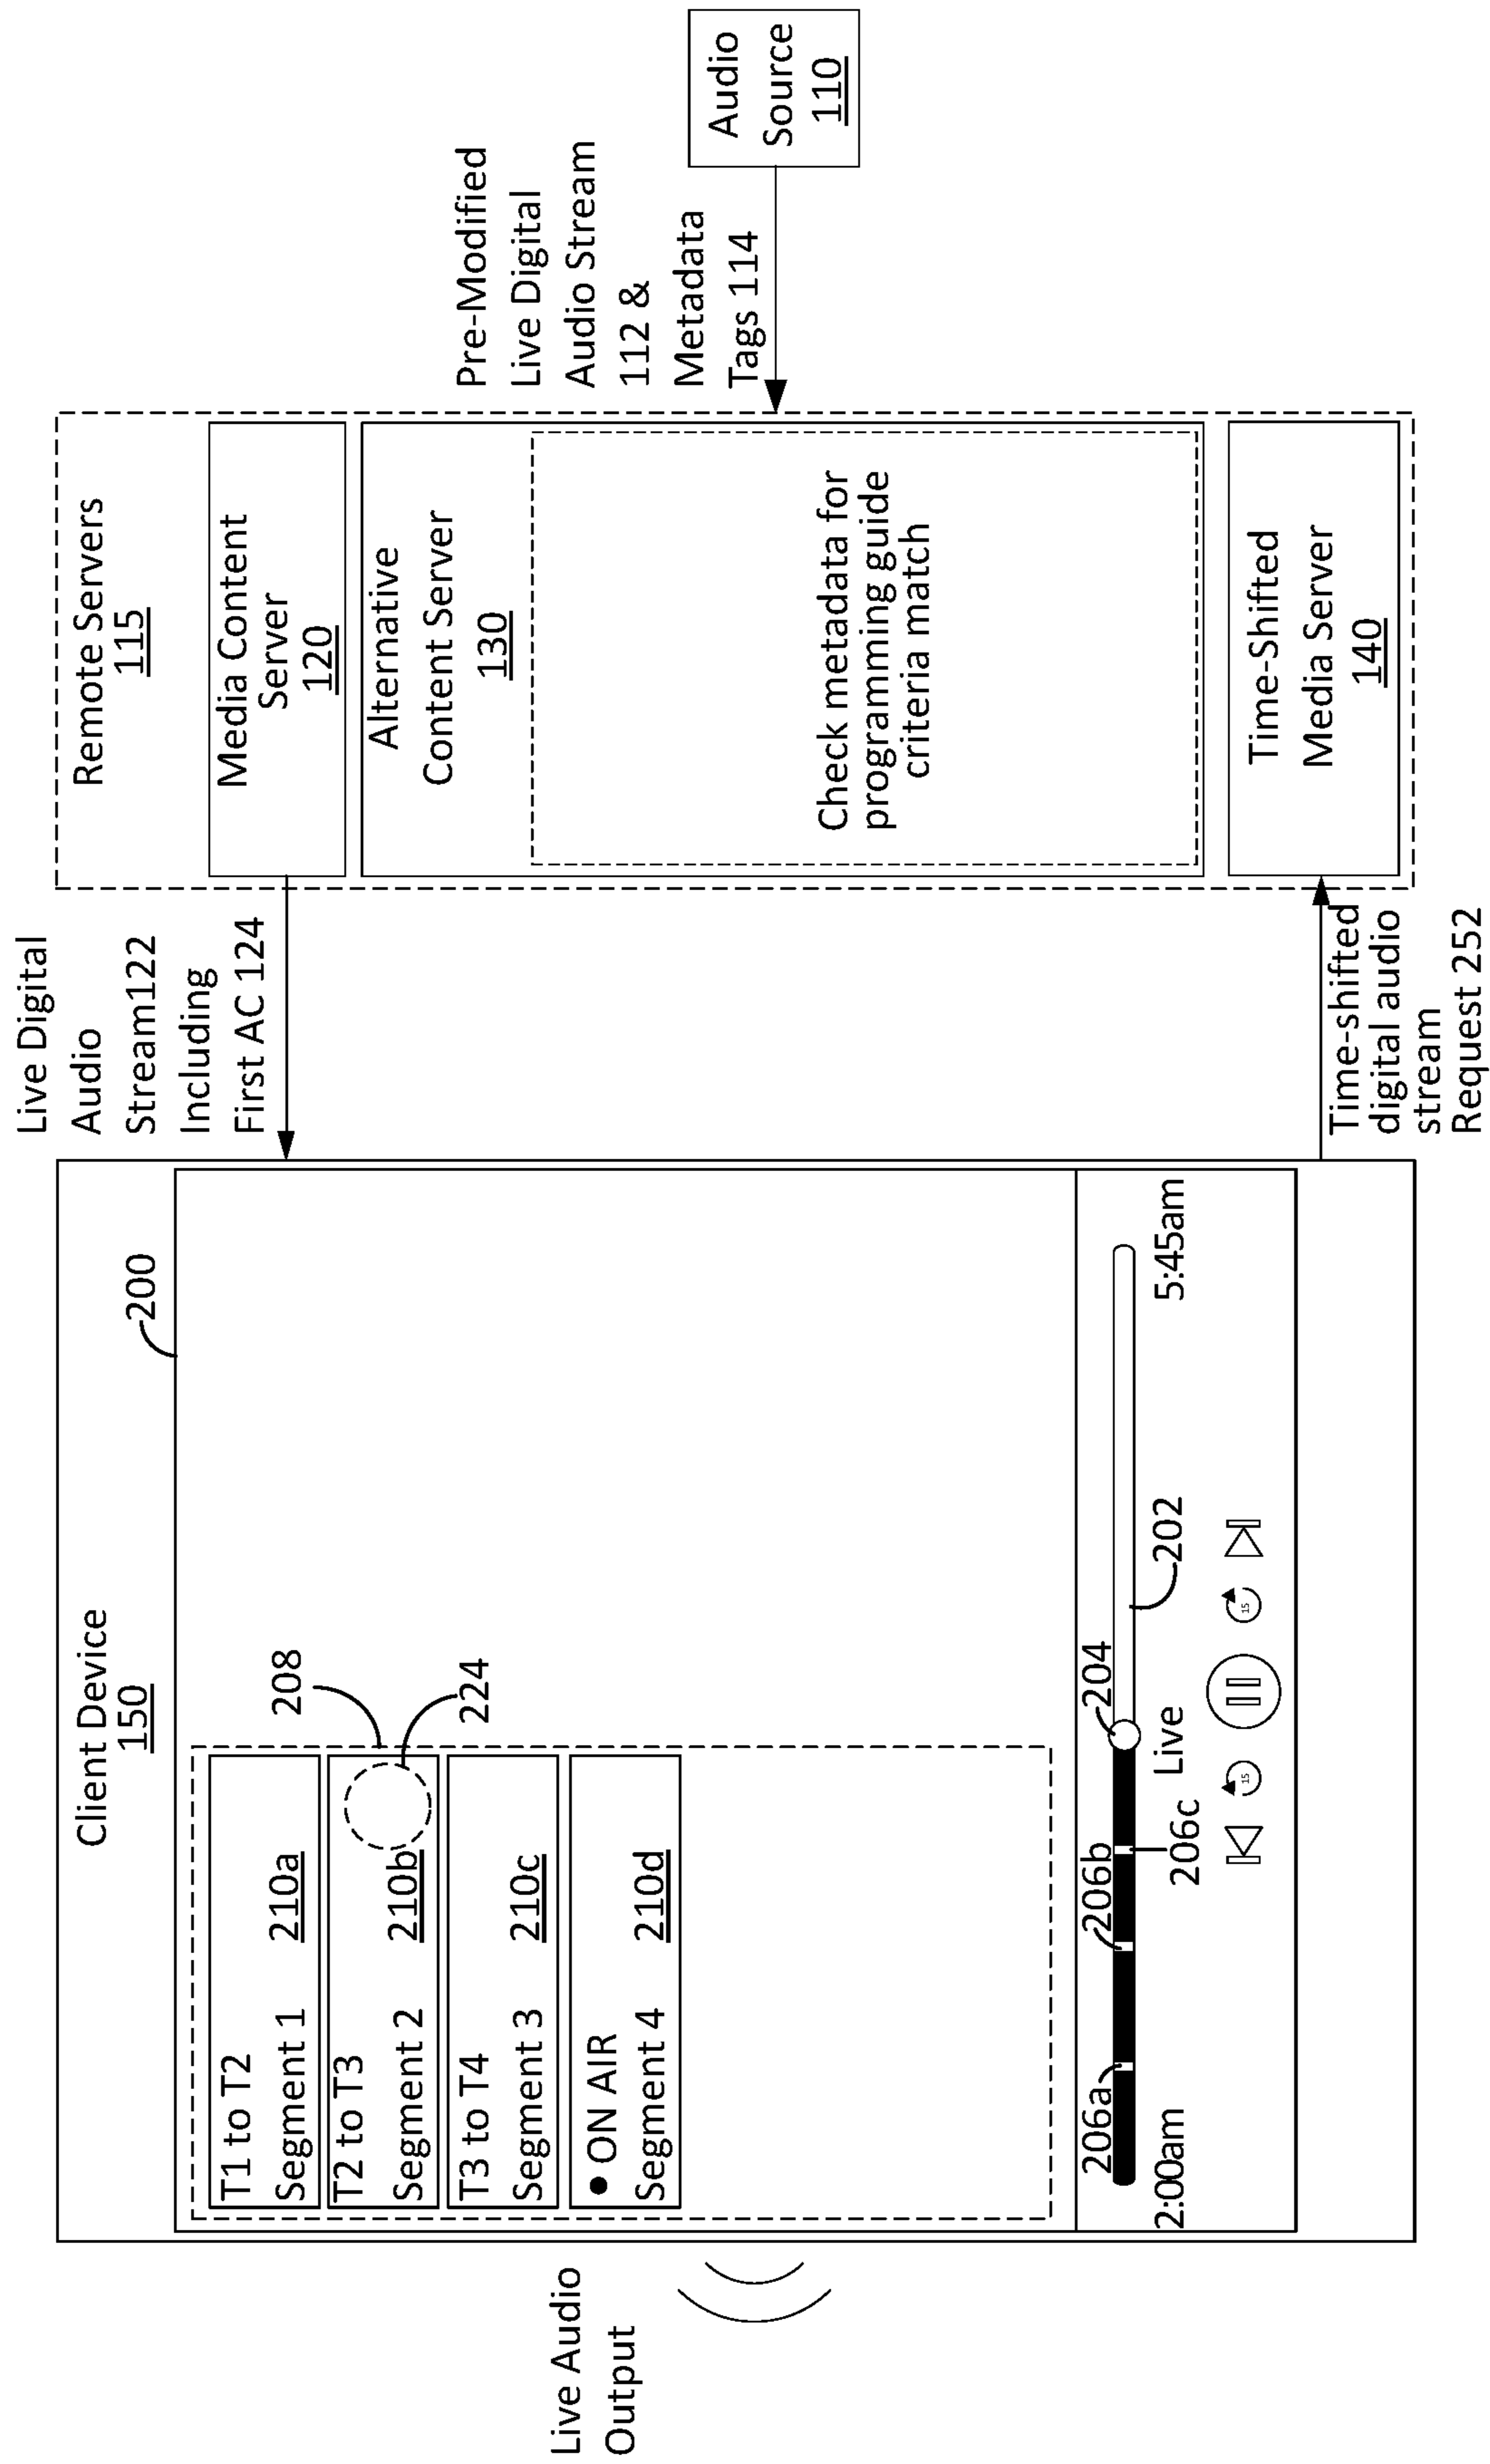 Live Audio
Output
Client Device
150
200
T1 to T2
Segment 1
210a
T2 to T3
Segment 2
210b
T3 to T4
Segment 3
210c
● ON AIR
Segment 4
210d
208
224
206a
206b
206c
204
202
2:00am
Live
5:45am
15
15
Live Digital
Audio
Stream122
Including
First AC 124
Time-shifted
digital audio
stream
Request 252
Remote Servers
115
Media Content
Server
120
Alternative
Content Server
130
Check metadata for
programming guide
criteria match
Time-Shifted
Media Server
140
Pre-Modified
Live Digital
Audio Stream
112 &
Metadata
Tags 114
Audio
Source
110